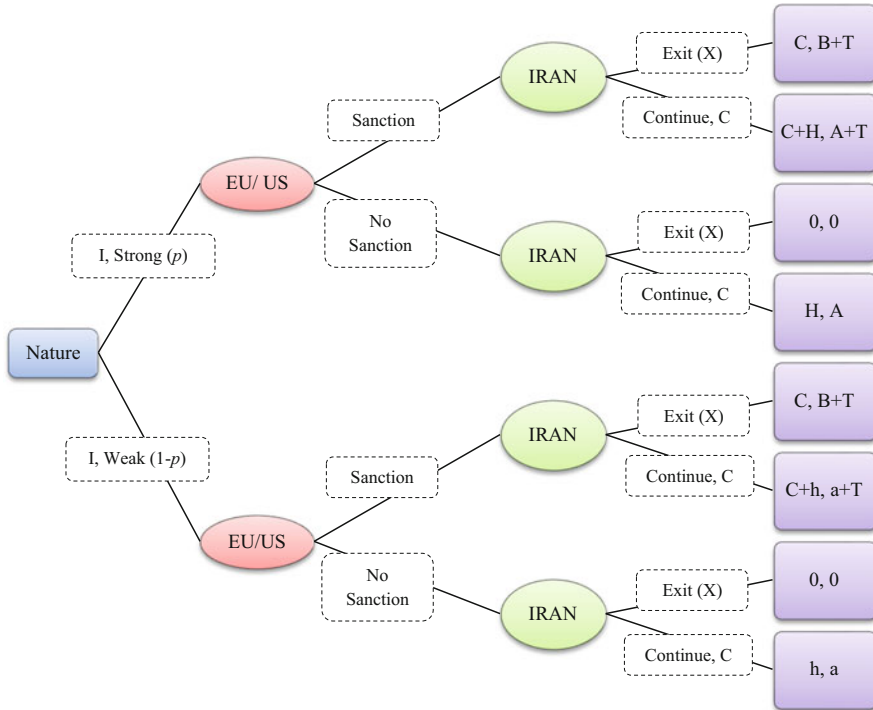 Exit (X)
C, B+T
IRAN
Sanction
Continue, C
C+H, A+T
EU/ US
No
Sanction
Exit (X)
0, 0
IRAN
I, Strong (p)
Continue, C
H, A
Nature
Exit (X)
C, B+T
IRAN
I, Weak (1-p)
Sanction
Continue, C
C+h, a+T
EU/US
No
Sanction
Exit (X)
0, 0
IRAN
Continue, C
h, a